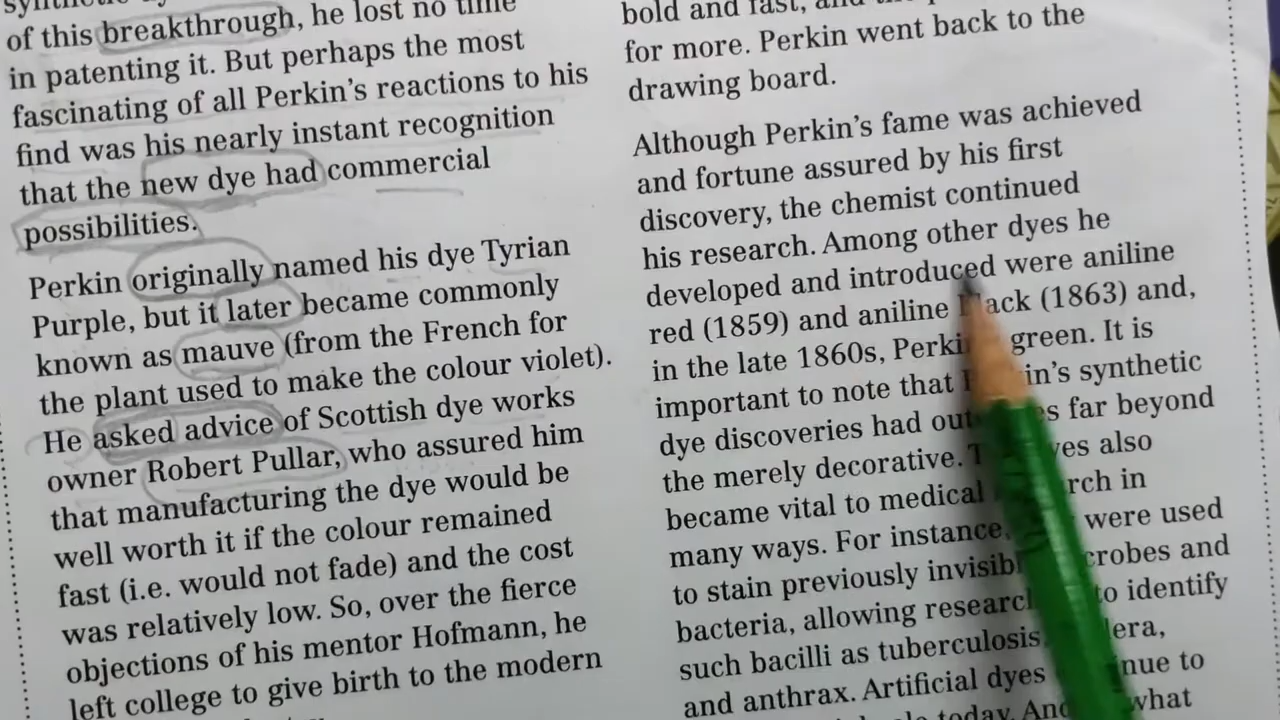 of this breakthrough, he lost no time
in patenting it. But perhaps the most
fascinating of all Perkin's reactions to his
find was his nearly instant recognition
that the new dye had commercial
possibilities.
Perkin originally named his dye Tyrian
Purple, but it later became commonly
known as mauve (from the French for
the plant used to make the colour violet).
He asked advice of Scottish dye works
owner Robert Pullar, who assured him
that manufacturing the dye would be
well worth it if the colour remained
fast (i.e. would not fade) and the cost
was relatively low. So, over the fierce
objections of his mentor Hofmann, he
left college to give birth to the modern
bold and fast, and the
for more. Perkin went back to the
drawing board.
Although Perkin's fame was achieved
and fortune assured by his first
discovery, the chemist continued
his research. Among other dyes he
developed and introduced were aniline
red (1859) and aniline black (1863) and,
in the late 1860s, green. It is
important to note that synthetic
dye discoveries had far beyond
the merely decorative. also
became vital to medical in
many ways. For instance, were used
to stain previously and
bacteria, allowing to identify
such bacilli as tuberculosis,
and anthrax. Artificial dyes to
today. what